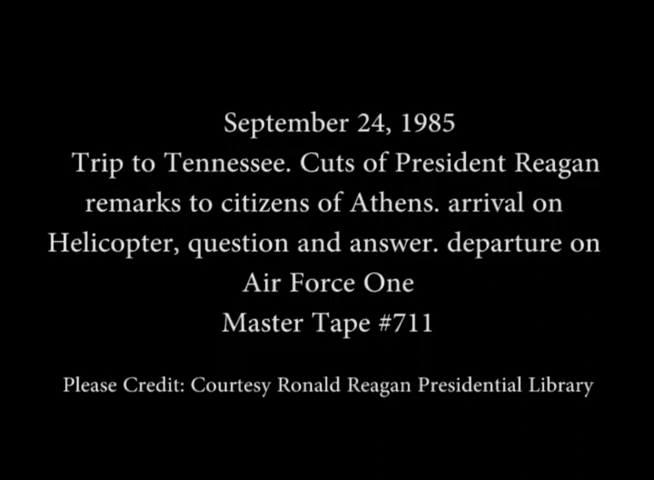 September 24, 1985
Trip to Tennessee. Cuts of President Reagan
remarks to citizens of Athens. arrival on
Helicopter, question and answer. departure on
Air Force One
Master Tape #711
Please Credit: Courtesy Ronald Reagan Presidential Library